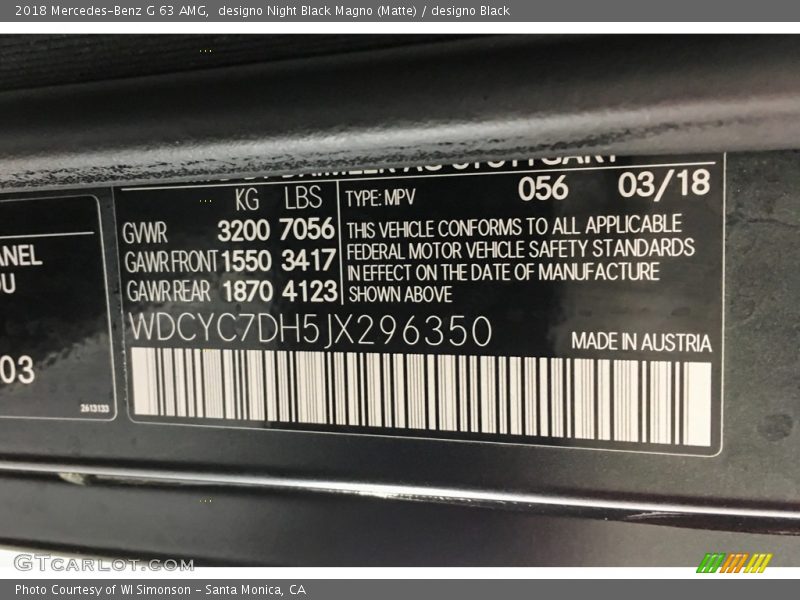 2018 Mercedes-Benz G 63 AMG, designo Night Black Magno (Matte) / designo Black
KG LBS
GVWR 3200 7056
GAWR FRONT 1550 3417
GAWR REAR 1870 4123
TYPE: MPV 056 03/18
THIS VEHICLE CONFORMS TO ALL APPLICABLE
FEDERAL MOTOR VEHICLE SAFETY STANDARDS
IN EFFECT ON THE DATE OF MANUFACTURE
SHOWN ABOVE
WDCYC7DH5JX296350
MADE IN AUSTRIA
03
2613133
GTCARLOT.COM
Photo Courtesy of WI Simonson - Santa Monica, CA